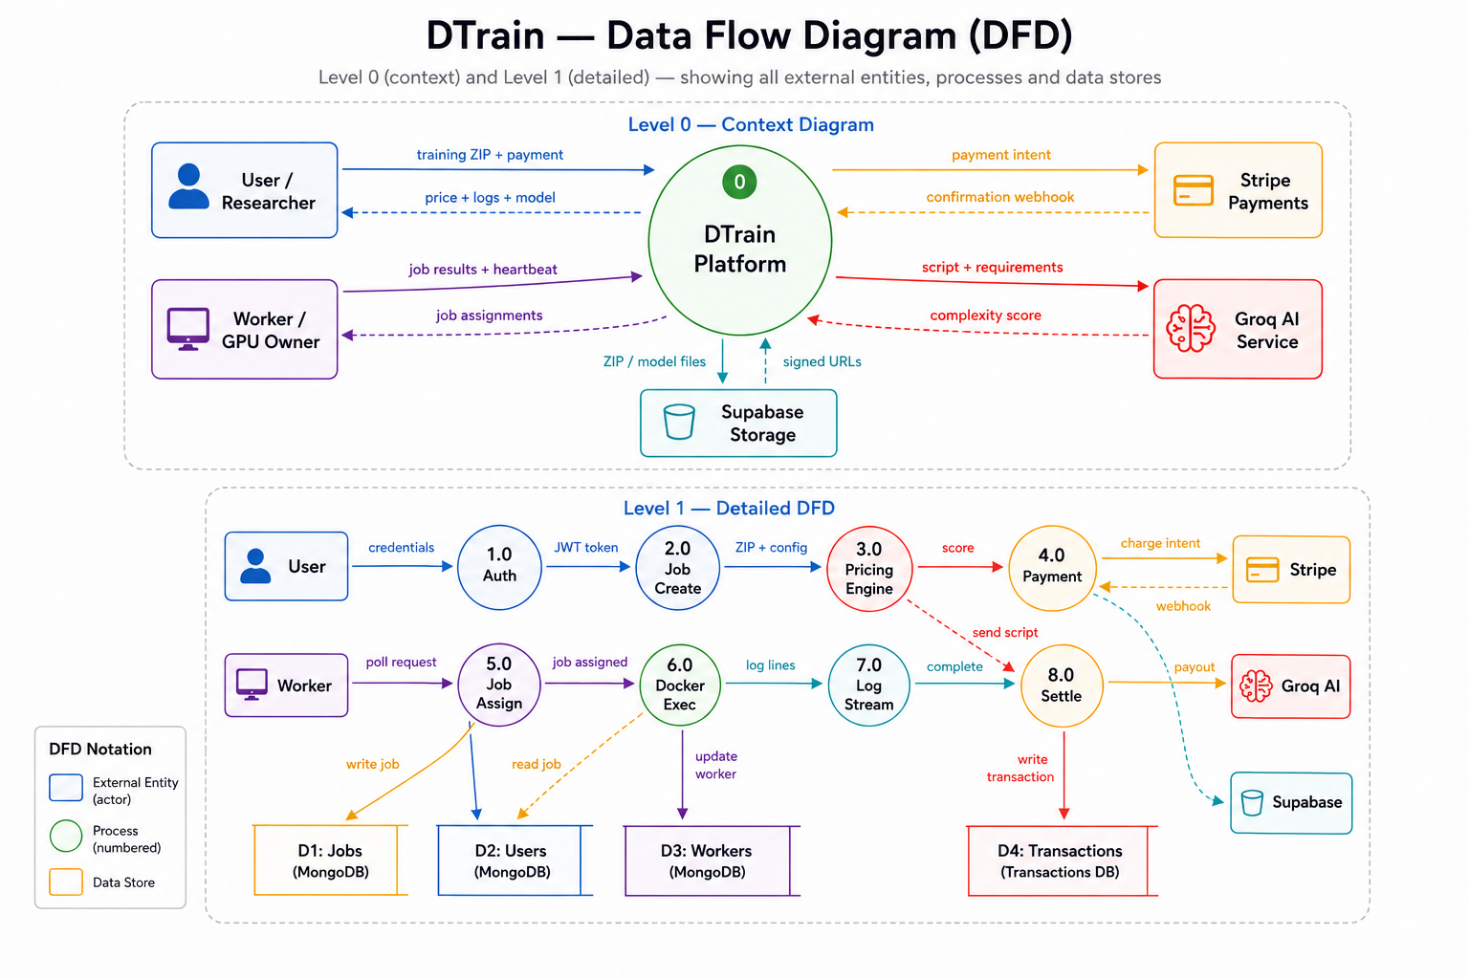 DTrain — Data Flow Diagram (DFD)
Level 0 (context) and Level 1 (detailed) — showing all external entities, processes and data stores
Level 0 — Context Diagram
User /
Researcher
training ZIP + payment
price + logs + model
0
DTrain
Platform
payment intent
confirmation webhook
Stripe
Payments
Worker /
GPU Owner
job results + heartbeat
job assignments
script + requirements
complexity score
Groq AI
Service
ZIP / model files
signed URLs
Supabase
Storage
Level 1 — Detailed DFD
User
credentials
1.0
Auth
JWT token
2.0
Job
Create
ZIP + config
3.0
Pricing
Engine
score
4.0
Payment
charge intent
webhook
Stripe
send script
Worker
poll request
5.0
Job
Assign
job assigned
6.0
Docker
Exec
log lines
7.0
Log
Stream
complete
8.0
Settle
payout
Groq AI
write job
read job
update
worker
write
transaction
Supabase
D1: Jobs
(MongoDB)
D2: Users
(MongoDB)
D3: Workers
(MongoDB)
D4: Transactions
(Transactions DB)
DFD Notation
External Entity
(actor)
Process
(numbered)
Data Store